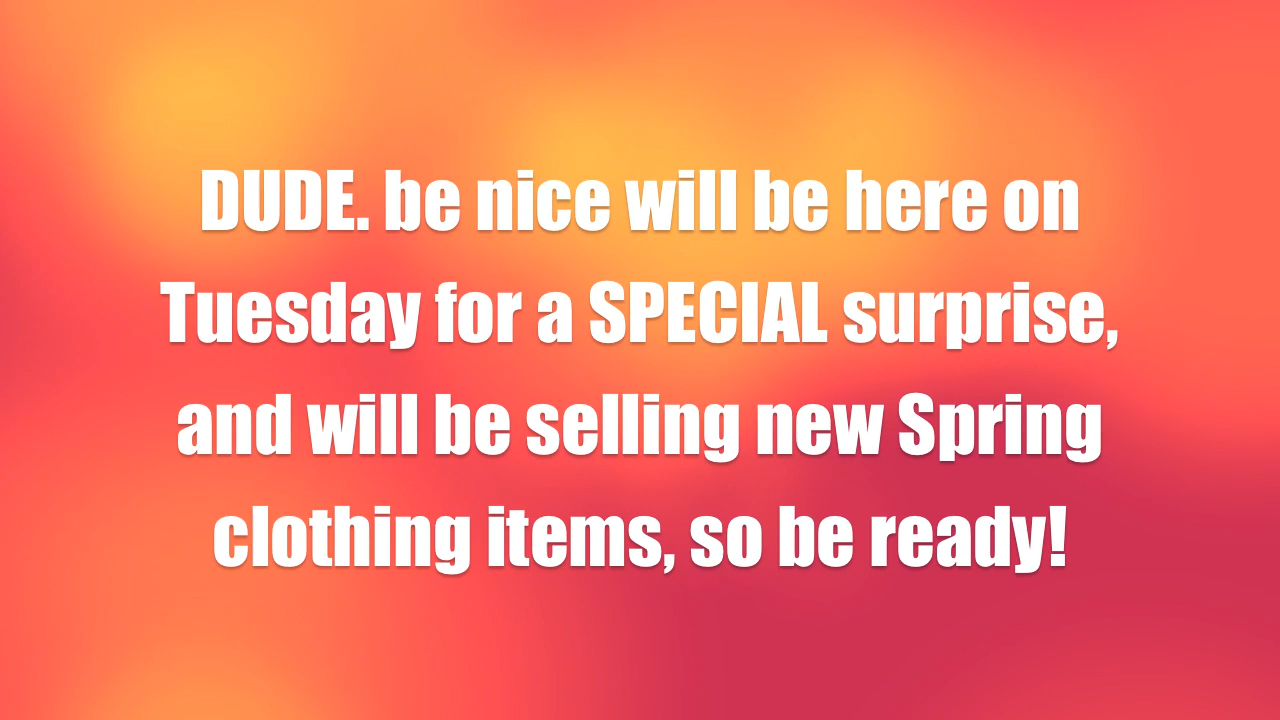 DUDE. be nice will be here on
Tuesday for a SPECIAL surprise,
and will be selling new Spring
clothing items, so be ready!